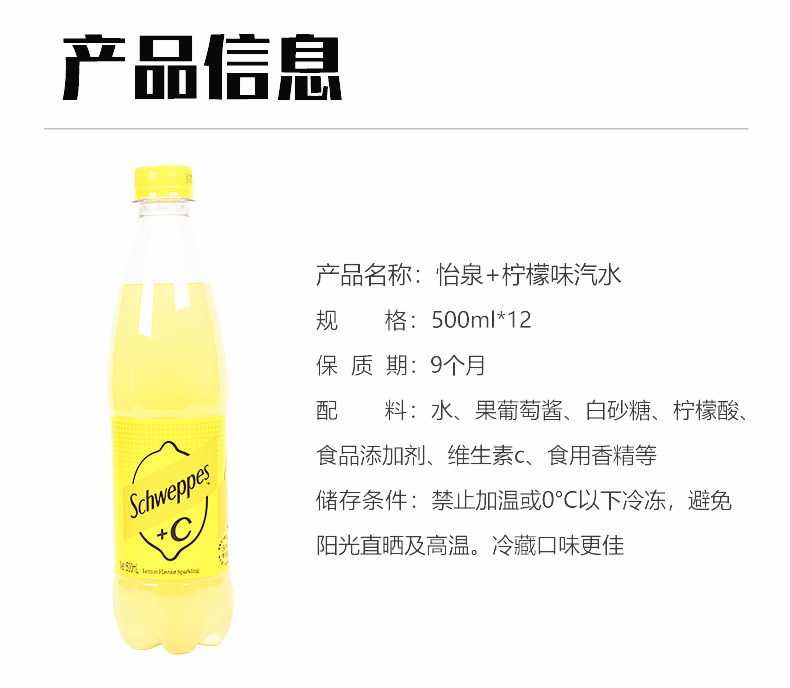 产品信息
产品名称：怡泉+柠檬味汽水
规 格：500ml*12
保 质 期：9个月
配 料：水、果葡萄酱、白砂糖、柠檬酸、
食品添加剂、维生素c、食用香精等
储存条件：禁止加温或0°C以下冷冻，避免
阳光直晒及高温。冷藏口味更佳
Schweppes
+C
Net 500mL
Lemon Flavour Sparkling